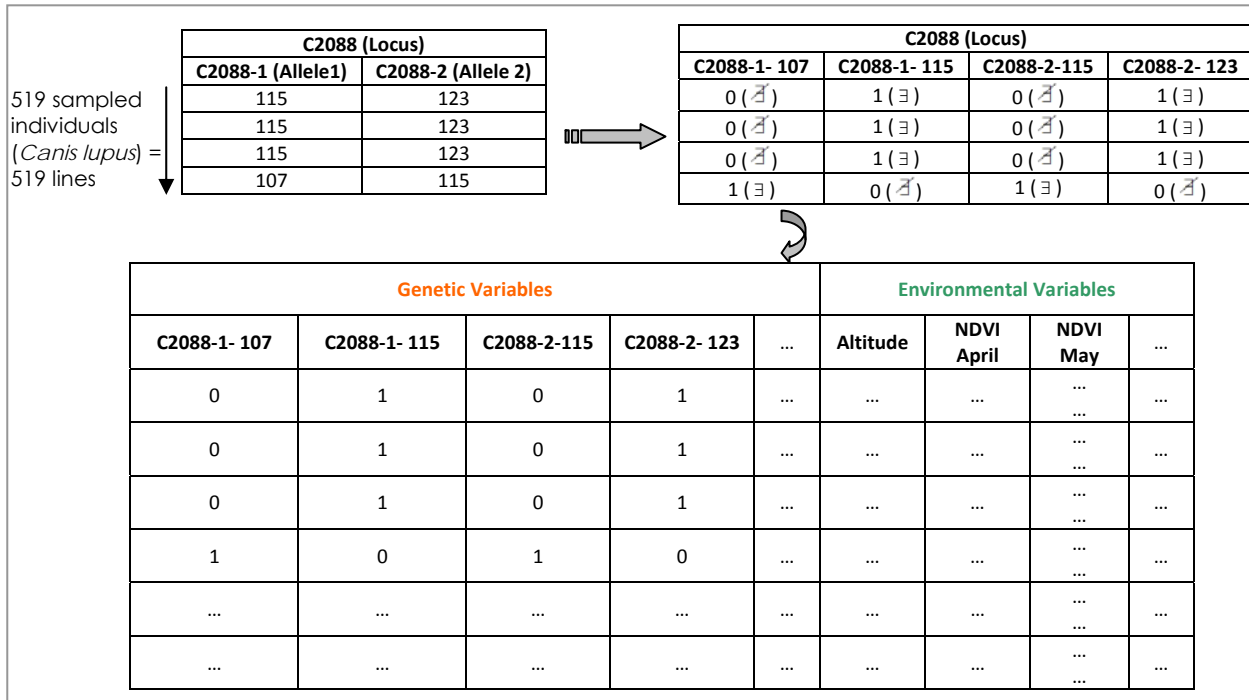 519 sampled
individuals
(Canis lupus) =
519 lines
C2088 (Locus)
C2088-1 (Allele1) C2088-2 (Allele 2)
115 123
115 123
115 123
107 115
C2088 (Locus)
C2088-1- 107 C2088-1- 115 C2088-2-115 C2088-2- 123
0 (∄) 1 (∃) 0 (∄) 1 (∃)
0 (∄) 1 (∃) 0 (∄) 1 (∃)
0 (∄) 1 (∃) 0 (∄) 1 (∃)
1 (∃) 0 (∄) 1 (∃) 0 (∄)
Genetic Variables Environmental Variables
C2088-1- 107 C2088-1- 115 C2088-2-115 C2088-2- 123 ... Altitude NDVI April NDVI May ...
0 1 0 1 ... ... ... ... ... ...
0 1 0 1 ... ... ... ... ... ...
0 1 0 1 ... ... ... ... ... ...
1 0 1 0 ... ... ... ... ... ...
... ... ... ... ... ... ... ... ... ...
... ... ... ... ... ... ... ... ... ...